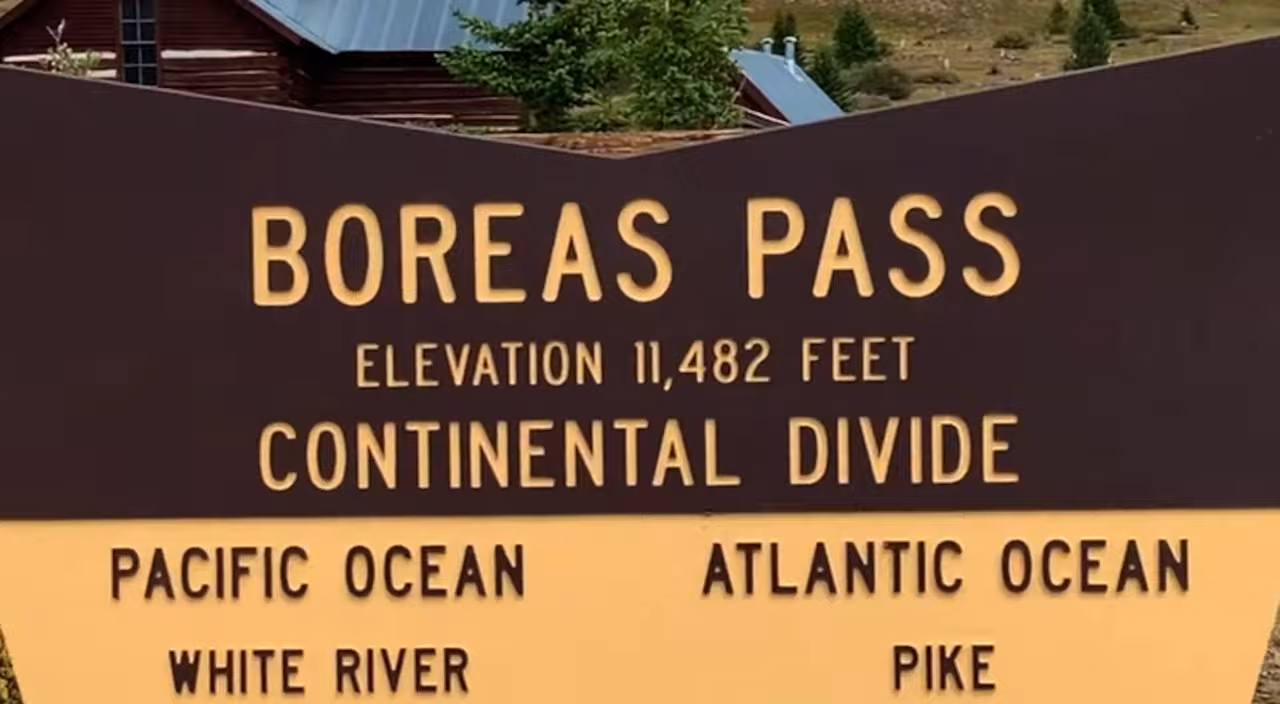 BOREAS PASS
ELEVATION 11,482 FEET
CONTINENTAL DIVIDE
PACIFIC OCEAN
ATLANTIC OCEAN
WHITE RIVER
PIKE